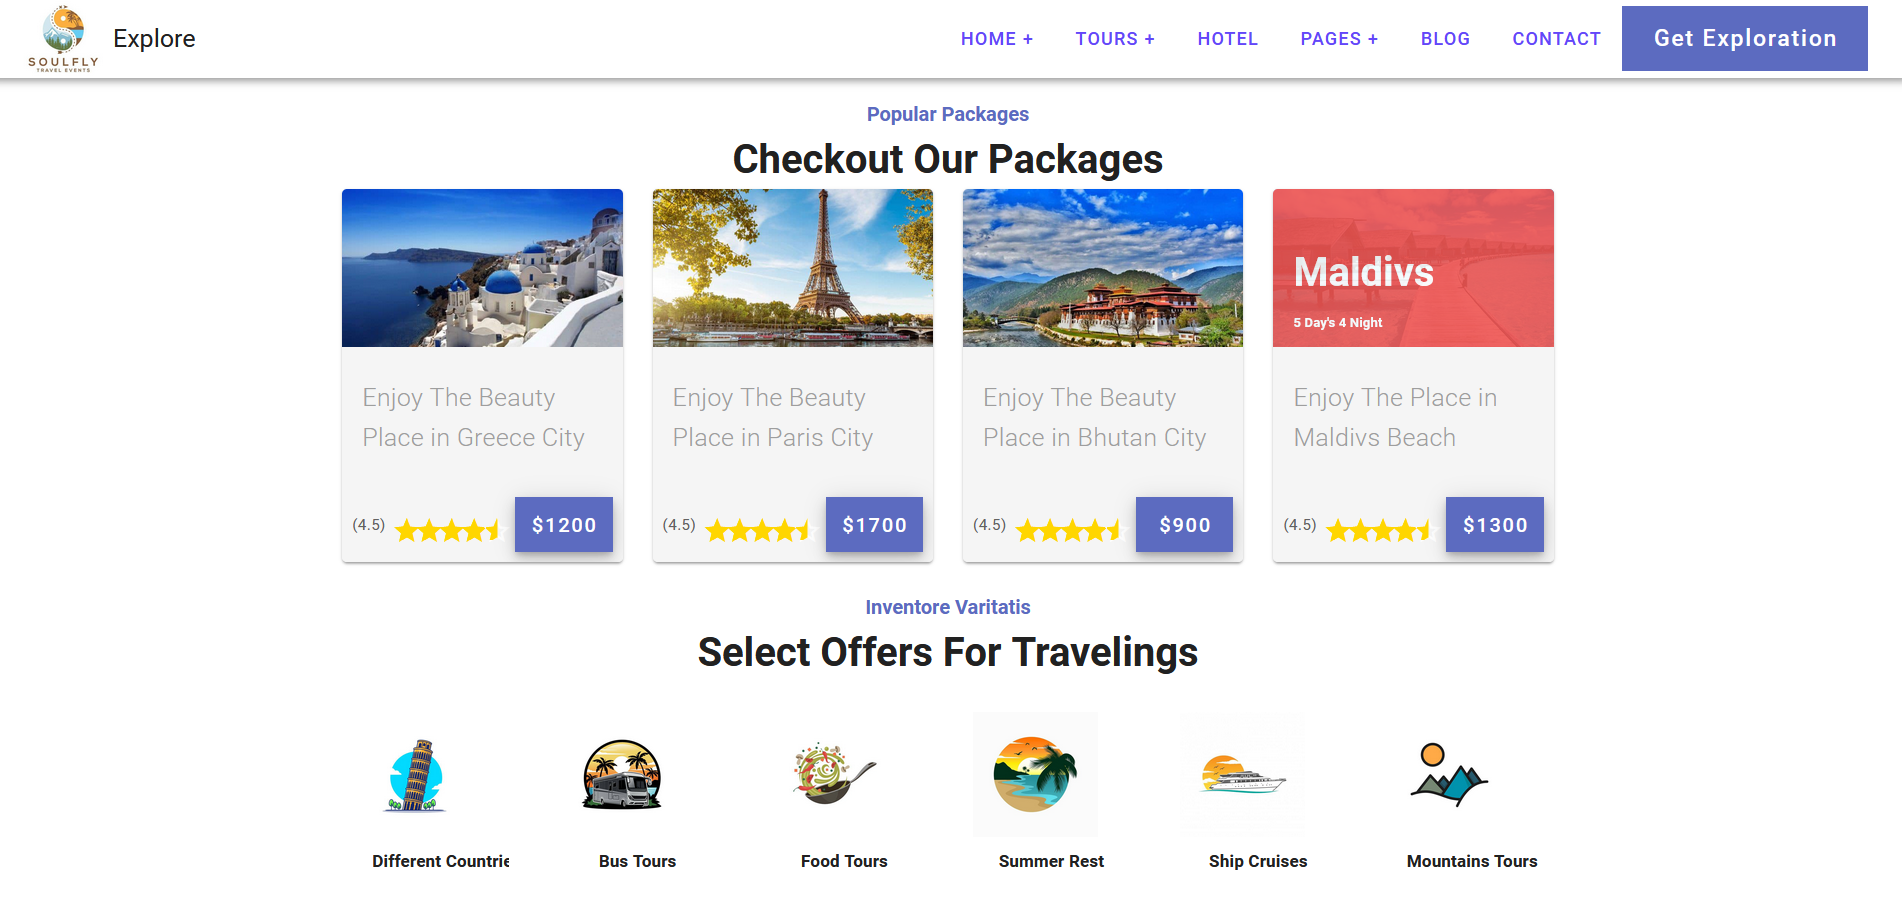 SOULFLY
TRAVEL EVENTS
Explore
HOME +
TOURS +
HOTEL
PAGES +
BLOG
CONTACT
Get Exploration
Popular Packages
Checkout Our Packages
Enjoy The Beauty
Place in Greece City
(4.5)
$1200
Enjoy The Beauty
Place in Paris City
(4.5)
$1700
Enjoy The Beauty
Place in Bhutan City
(4.5)
$900
Maldivs
5 Day's 4 Night
Enjoy The Place in
Maldivs Beach
(4.5)
$1300
Inventore Varitatis
Select Offers For Travelings
Different Countrie
Bus Tours
Food Tours
Summer Rest
Ship Cruises
Mountains Tours